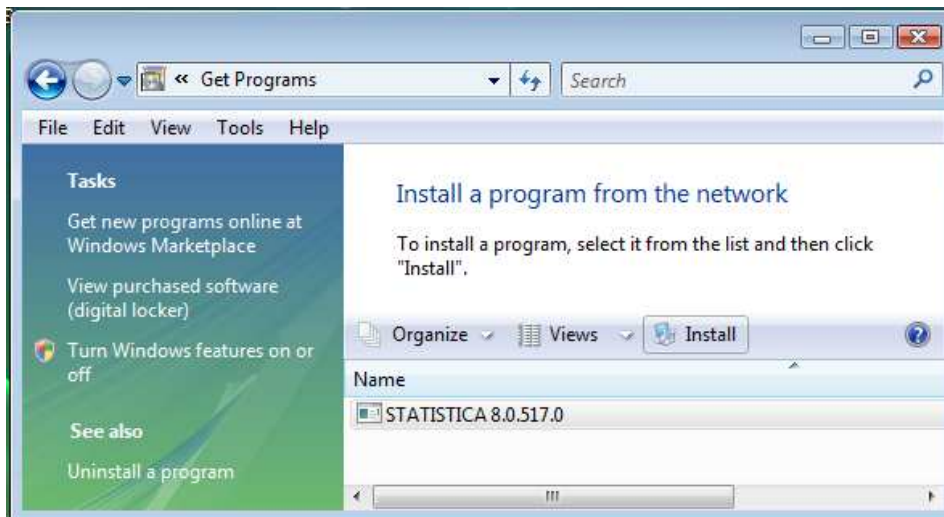 « Get Programs
Search
File Edit View Tools Help
Tasks
Get new programs online at
Windows Marketplace
View purchased software
(digital locker)
Turn Windows features on or
off
See also
Uninstall a program
Install a program from the network
To install a program, select it from the list and then click
"Install".
Organize Views Install
Name
STATISTICA 8.0.517.0